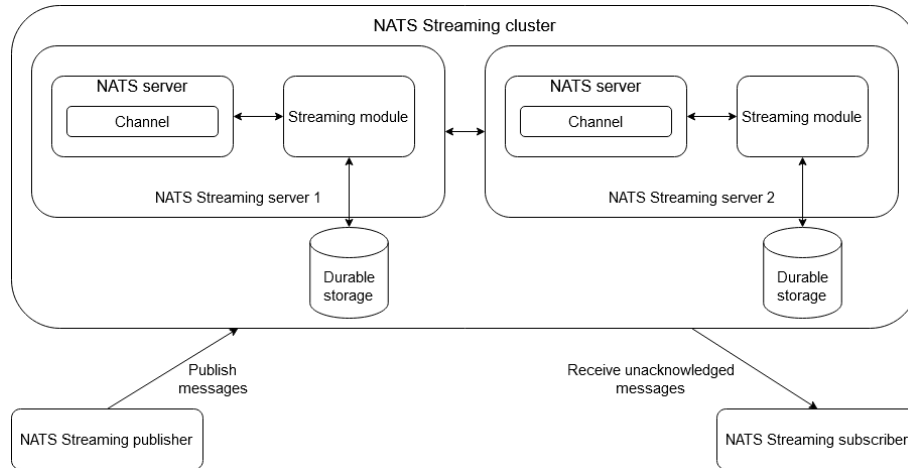 NATS Streaming cluster
NATS server
Channel
Streaming module
NATS Streaming server 1
Durable
storage
NATS server
Channel
Streaming module
NATS Streaming server 2
Durable
storage
Publish
messages
Receive unacknowledged
messages
NATS Streaming publisher
NATS Streaming subscriber